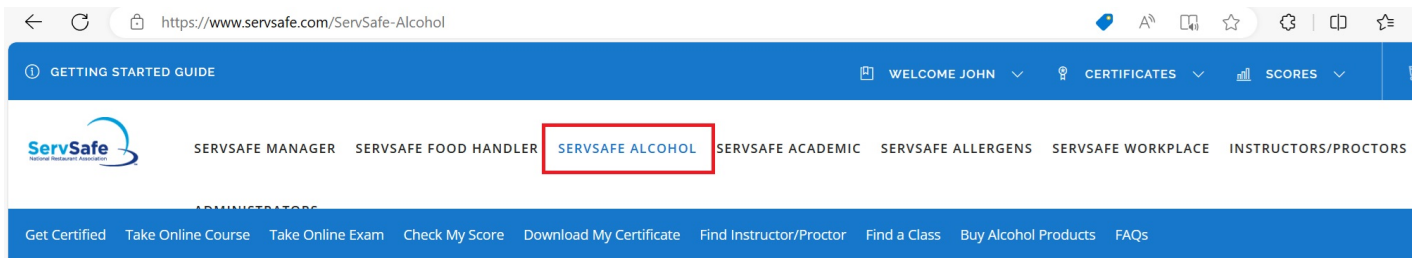 https://www.servsafe.com/ServSafe-Alcohol
GETTING STARTED GUIDE WELCOME JOHN CERTIFICATES SCORES
ServSafe
National Restaurant Association
SERVSAFE MANAGER SERVSAFE FOOD HANDLER SERVSAFE ALCOHOL SERVSAFE ACADEMIC SERVSAFE ALLERGENS SERVSAFE WORKPLACE INSTRUCTORS/PROCTORS
ADMINISTRATORS
Get Certified Take Online Course Take Online Exam Check My Score Download My Certificate Find Instructor/Proctor Find a Class Buy Alcohol Products FAQs